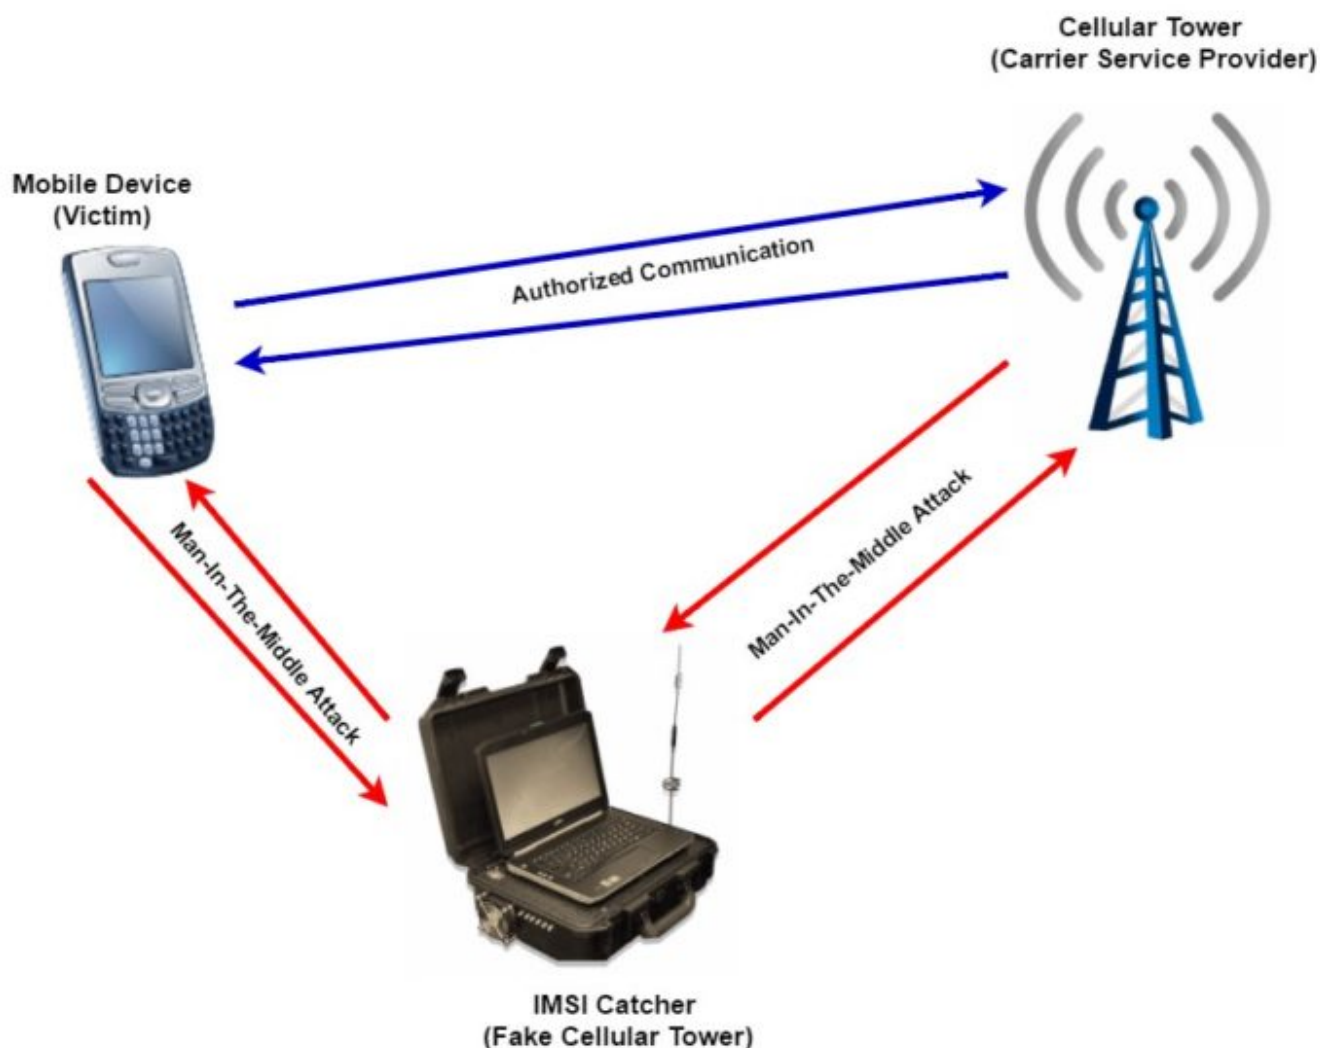 Cellular Tower
(Carrier Service Provider)
Mobile Device
(Victim)
Authorized Communication
Man-In-The-Middle Attack
Man-In-The-Middle Attack
IMSI Catcher
(Fake Cellular Tower)